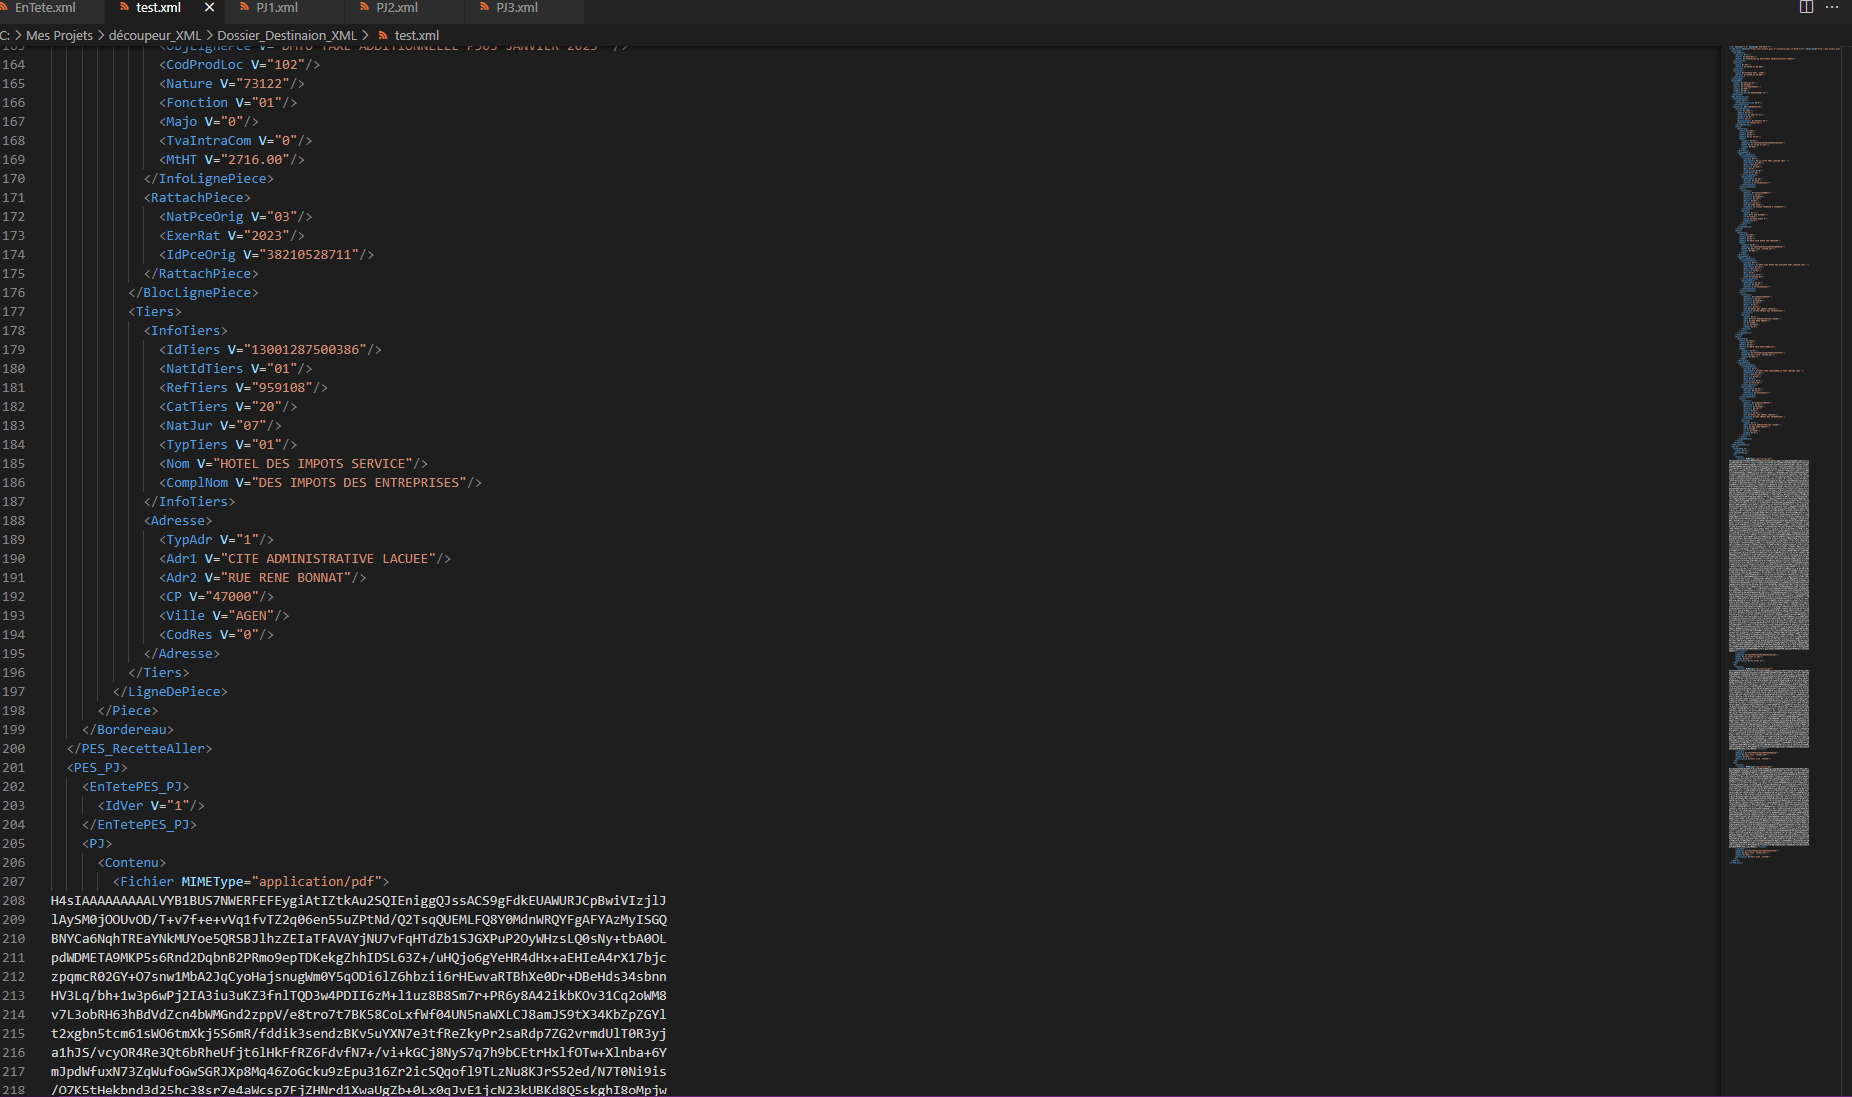 EnTete.xml test.xml PJ1.xml PJ2.xml PJ3.xml
C: > Mes Projets > découpeur_XML > Dossier_Destinaion_XML > test.xml
163 <ObjLignePce V="DMTO TAXE ADDITIONNELLE P503 JANVIER 2023" />
164 <CodProdLoc V="102"/>
165 <Nature V="73122"/>
166 <Fonction V="01"/>
167 <Majo V="0"/>
168 <TvaIntraCom V="0"/>
169 <MtHT V="2716.00"/>
170 </InfoLignePiece>
171 <RattachPiece>
172 <NatPceOrig V="03"/>
173 <ExerRat V="2023"/>
174 <IdPceOrig V="38210528711"/>
175 </RattachPiece>
176 </BlocLignePiece>
177 <Tiers>
178 <InfoTiers>
179 <IdTiers V="13001287500386"/>
180 <NatIdTiers V="01"/>
181 <RefTiers V="959108"/>
182 <CatTiers V="20"/>
183 <NatJur V="07"/>
184 <TypTiers V="01"/>
185 <Nom V="HOTEL DES IMPOTS SERVICE"/>
186 <ComplNom V="DES IMPOTS DES ENTREPRISES"/>
187 </InfoTiers>
188 <Adresse>
189 <TypAdr V="1"/>
190 <Adr1 V="CITE ADMINISTRATIVE LACUEE"/>
191 <Adr2 V="RUE RENE BONNAT"/>
192 <CP V="47000"/>
193 <Ville V="AGEN"/>
194 <CodRes V="0"/>
195 </Adresse>
196 </Tiers>
197 </LigneDePiece>
198 </Piece>
199 </Bordereau>
200 </PES_RecetteAller>
201 <PES_PJ>
202 <EnTetePES_PJ>
203 <IdVer V="1"/>
204 </EnTetePES_PJ>
205 <PJ>
206 <Contenu>
207 <Fichier MIMEType="application/pdf">
208 H4sIAAAAAAAAALVYB1BUS7NWERFEFEygiAtIZtkAu2SQIEniggQJssACS9gFdkEUAWURJCpBwiVIzjlJ
209 lAySM0jOOUvOD/T+v7f+e+vVq1fvTZ2q06en55uZPtNd/Q2TsqQUEMLFQ8Y0MdnWRQYFgAFYAzMyISGQ
210 BNYCa6NqhTREaYNkMUYoe5QRSBJlhzZEIaTFAVAYjNU7vFqHTdZb1SJGXPuP2OyWHzsLQ0sNy+tbA0OL
211 pdWDMETA9MKP5s6Rnd2DqbnB2PRmo9epTDKekgZhhIDSL63Z+/uHQjo6gYeHR4dHx+aEHIeA4rX17bjc
212 zpqmcR02GY+O7snw1MbA2JqCyoHajsnugWm0Y5qODi6lZ6hbzii6rHEwvaRTBhXe0Dr+DBeHds34sbnn
213 HV3Lq/bh+1w3p6wPj2IA3iu3uKZ3fnlTQD3w4PDII6zM+l1uz8B8Sm7r+PR6y8A42ikbKOv31Cq2oWM8
214 v7L3obRH63hBdVdZcn4bWMGnd2zppV/e8tro7t7BK58CoLxfWf04UN5naWXLCJ8amJS9tX34KbZpZGYl
215 t2xgbn5tcm61sWO6tmXkj5S6mR/fddik3sendzBKv5uYXN7e3tfReZkyPr2saRdp7ZG2vrmdUlT0R3yj
216 a1hJS/vcyOR4Re3Qt6bRheUfjt6lHkFfRZ6FdvfN7+/vi+kGCj8NyS7q7h9bCEtrHxlfOTw+Xlnba+6Y
217 mJpdWfuxN73ZqWufoGwSGRJXp8Mq46ZoGcku9zEpu316Zr2icSQqofl9TLzNu8KJrS52ed/N7T0Ni9is
218 /O7K5tHekbnd3d25hc38sr7e4aWcsp7FjZHNrd1XwaUgZb+0Lx0qJvE1jcN23kUBKd8Q5skghI8oMpjw